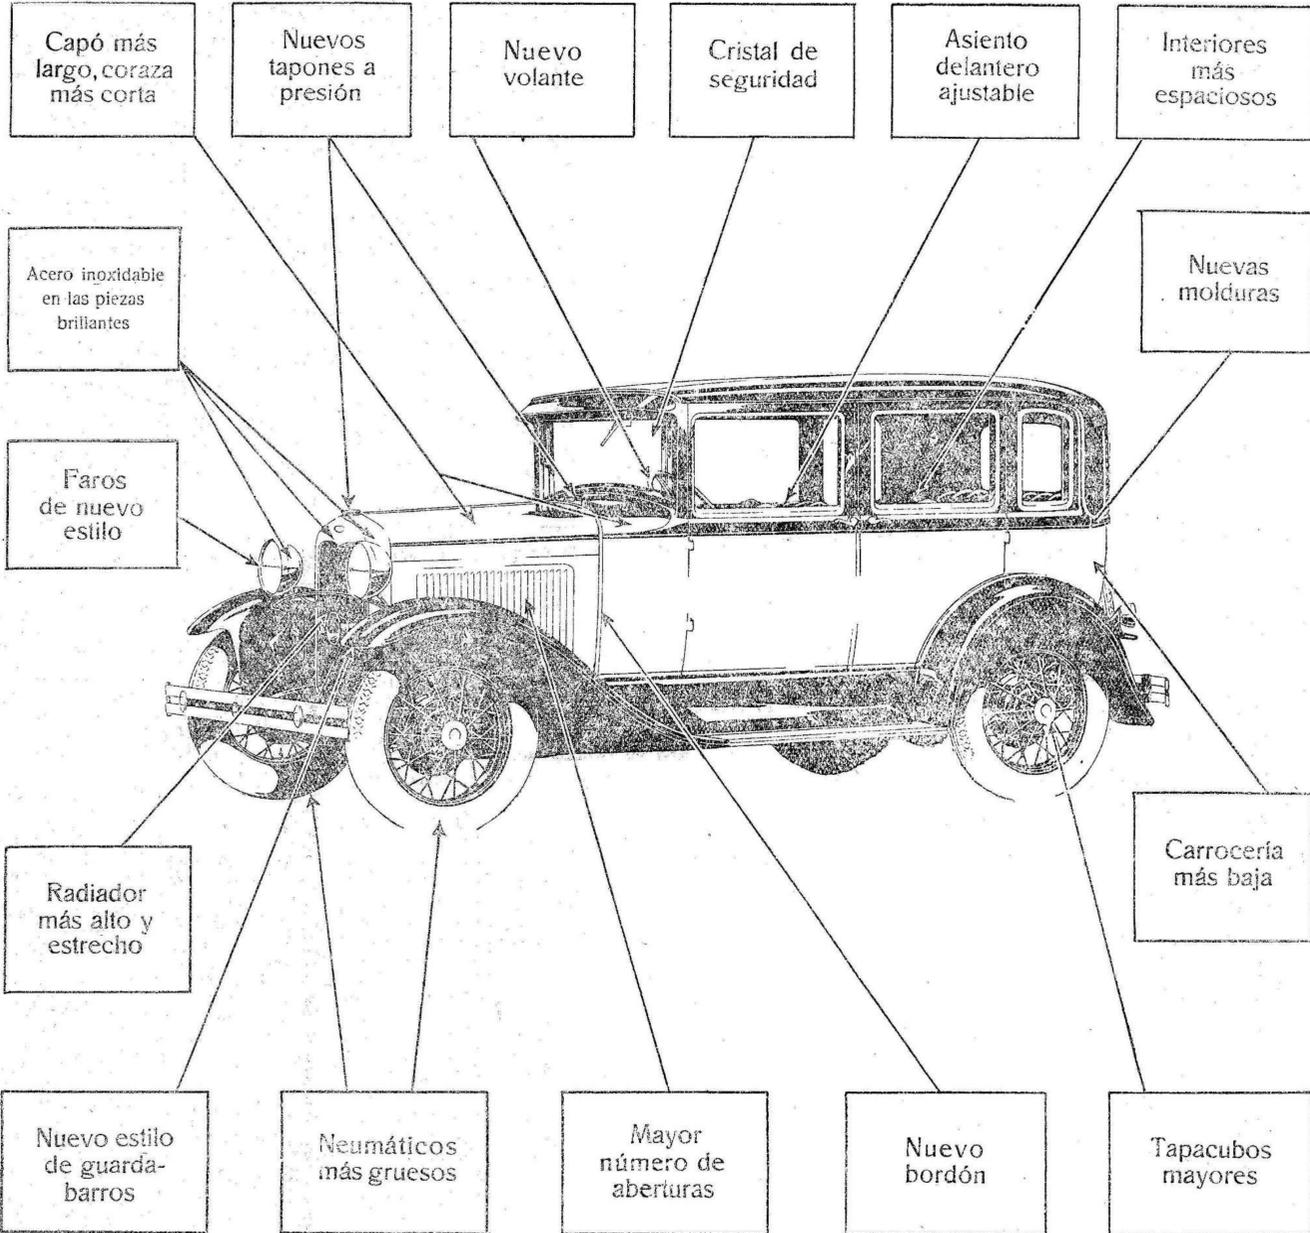 Capó más
largo, coraza
más corta
Nuevos
tapones a
presión
Nuevo
volante
Cristal de
seguridad
Asiento
delantero
ajustable
Interiores
más
espaciosos
Acero inoxidable
en las piezas
brillantes
Nuevas
molduras
Faros
de nuevo
estilo
Radiador
más alto y
estrecho
Carrocería
más baja
Nuevo estilo
de guarda-
barros
Neumáticos
más gruesos
Mayor
número de
aberturas
Nuevo
bordón
Tapacubos
mayores